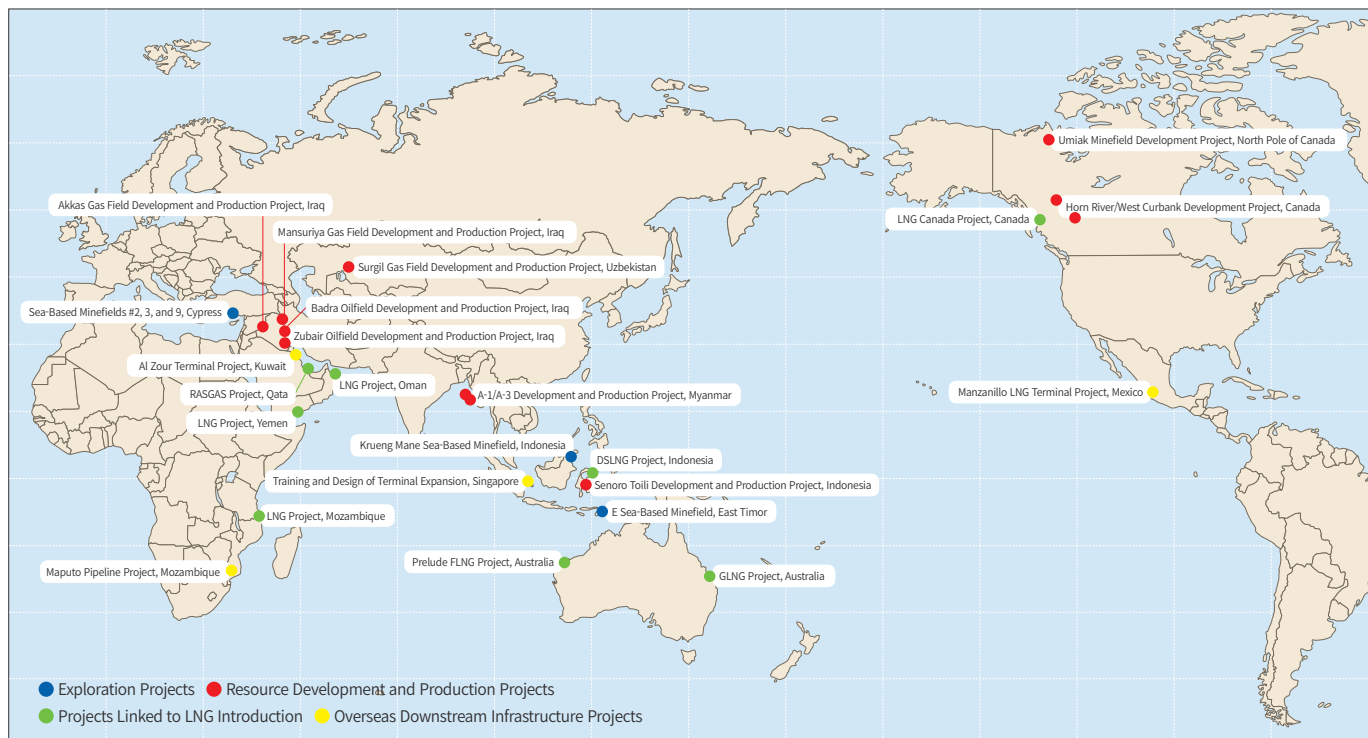 Umiak Minefield Development Project, North Pole of Canada
Akkas Gas Field Development and Production Project, Iraq
Horn River/West Curbank Development Project, Canada
LNG Canada Project, Canada
Mansuriya Gas Field Development and Production Project, Iraq
Surgil Gas Field Development and Production Project, Uzbekistan
Badra Oilfield Development and Production Project, Iraq
Sea-Based Minefields #2, 3, and 9, Cypress
Zubair Oilfield Development and Production Project, Iraq
Al Zour Terminal Project, Kuwait
LNG Project, Oman
RASGAS Project, Qata
A-1/A-3 Development and Production Project, Myanmar
Manzanillo LNG Terminal Project, Mexico
LNG Project, Yemen
Krueng Mane Sea-Based Minefield, Indonesia
DSLNG Project, Indonesia
Training and Design of Terminal Expansion, Singapore
Senoro Toili Development and Production Project, Indonesia
LNG Project, Mozambique
E Sea-Based Minefield, East Timor
Prelude FLNG Project, Australia
Maputo Pipeline Project, Mozambique
GLNG Project, Australia
Exploration Projects
Resource Development and Production Projects
Projects Linked to LNG Introduction
Overseas Downstream Infrastructure Projects